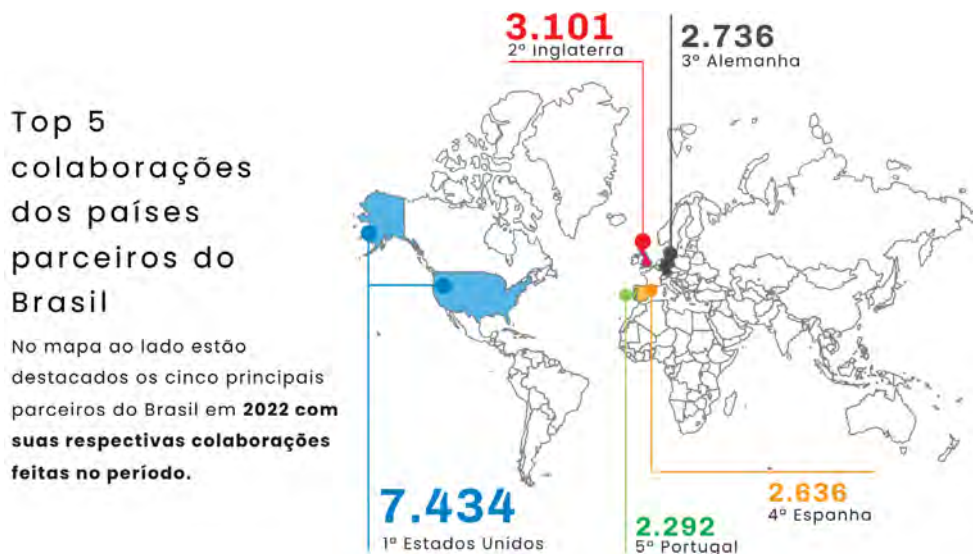 Top 5
colaborações
dos países
parceiros do
Brasil
No mapa ao lado estão
destacados os cinco principais
parceiros do Brasil em 2022 com
suas respectivas colaborações
feitas no período.
3.101
2º Inglaterra
2.736
3º Alemanha
7.434
1º Estados Unidos
2.292
5º Portugal
2.636
4º Espanha